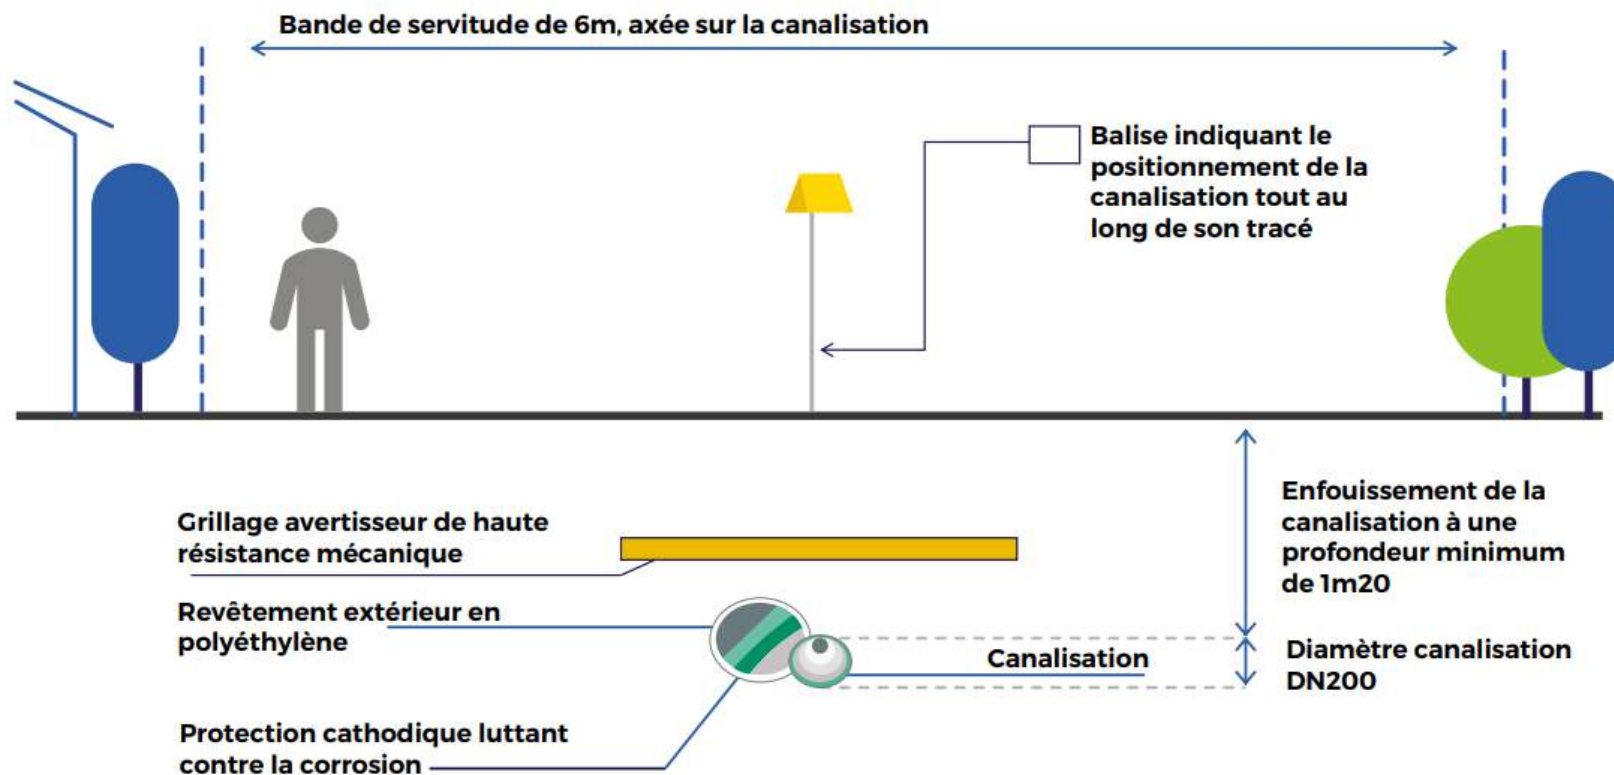 Bande de servitude de 6m, axée sur la canalisation
Balise indiquant le
positionnement de la
canalisation tout au
long de son tracé
Enfouissement de la
canalisation à une
profondeur minimum
de 1m20
Grillage avertisseur de haute
résistance mécanique
Revêtement extérieur en
polyéthylène
Canalisation
Diamètre canalisation
DN200
Protection cathodique luttant
contre la corrosion